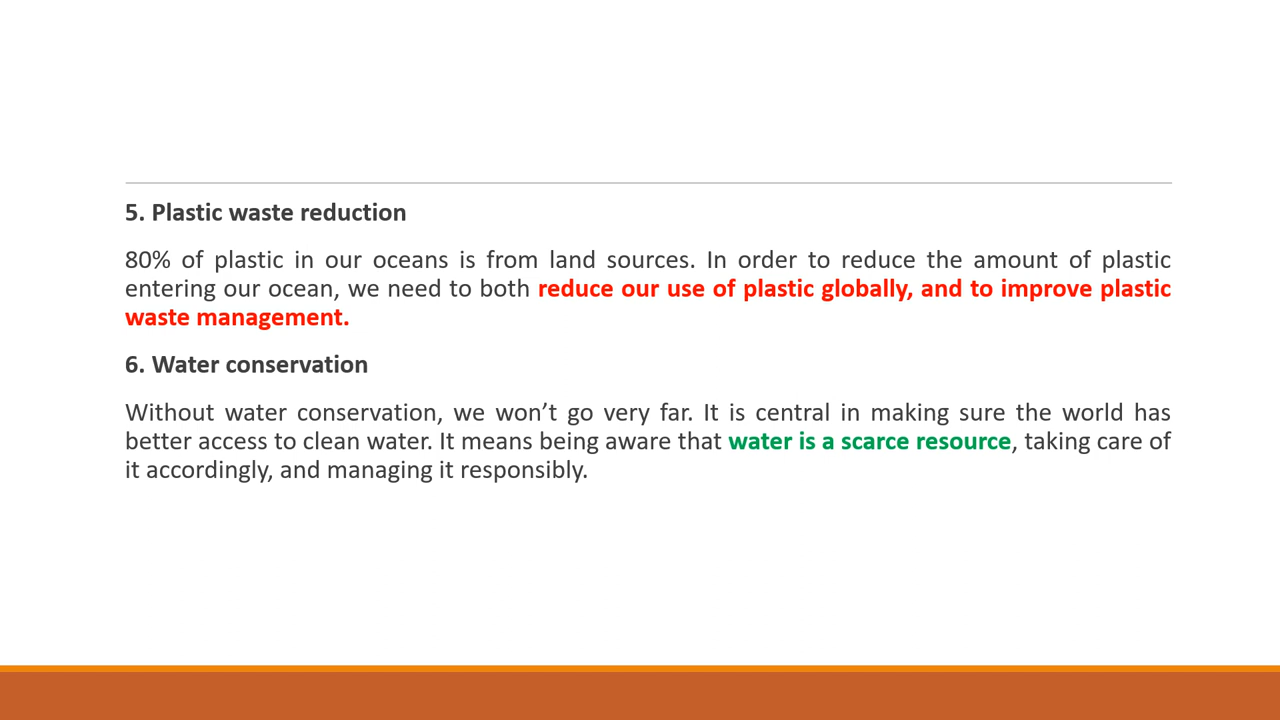 5. Plastic waste reduction
80% of plastic in our oceans is from land sources. In order to reduce the amount of plastic
entering our ocean, we need to both reduce our use of plastic globally, and to improve plastic
waste management.
6. Water conservation
Without water conservation, we won’t go very far. It is central in making sure the world has
better access to clean water. It means being aware that water is a scarce resource, taking care of
it accordingly, and managing it responsibly.